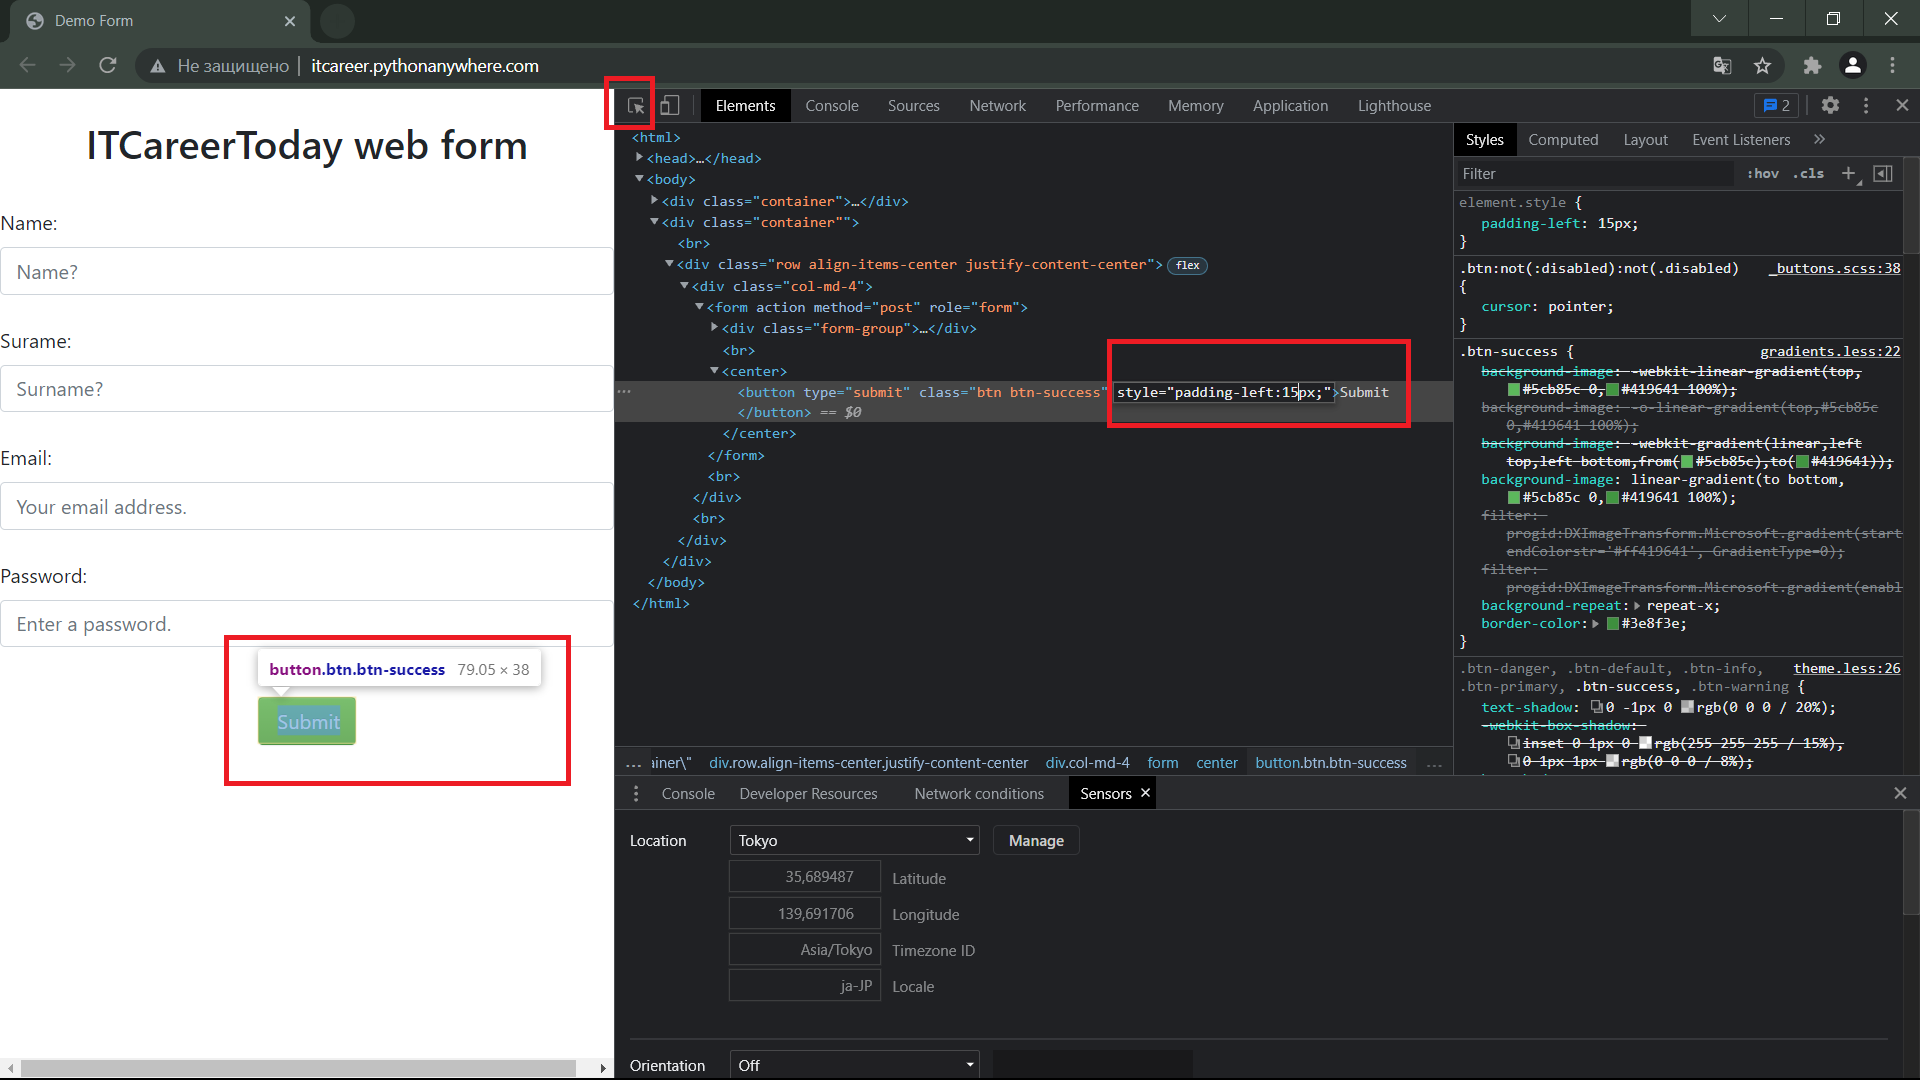 Demo Form
Не защищено | itcareer.pythonanywhere.com
ITCareerToday web form
Name:
Name?
Surame:
Surname?
Email:
Your email address.
Password:
Enter a password.
button.btn.btn-success 79.05 × 38
Submit
Elements Console Sources Network Performance Memory Application Lighthouse 2
<html>
<head>…</head>
<body>
<div class="container">…</div>
<div class="container"">
<br>
<div class="row align-items-center justify-content-center"> flex
<div class="col-md-4">
<form action method="post" role="form">
<div class="form-group">…</div>
<br>
<center>
<button type="submit" class="btn btn-success" style="padding-left:15px;">Submit
</button> == $0
</center>
</form>
<br>
</div>
<br>
</div>
</div>
</body>
</html>
... ainer\" div.row.align-items-center.justify-content-center div.col-md-4 form center button.btn.btn-success ...
Styles Computed Layout Event Listeners »
Filter :hov .cls +
element.style {
padding-left: 15px;
}
.btn:not(:disabled):not(.disabled) _buttons.scss:38
{
cursor: pointer;
}
.btn-success { gradients.less:22
background-image: -webkit-linear-gradient(top,
#5cb85c 0,#419641 100%);
background-image: -o-linear-gradient(top,#5cb85c
0,#419641 100%);
background-image: -webkit-gradient(linear,left
top,left bottom,from(#5cb85c),to(#419641));
background-image: linear-gradient(to bottom,
#5cb85c 0,#419641 100%);
filter:
progid:DXImageTransform.Microsoft.gradient(start
endColorstr='#ff419641', GradientType=0);
filter:
progid:DXImageTransform.Microsoft.gradient(enabl
background-repeat: repeat-x;
border-color: #3e8f3e;
}
.btn-danger, .btn-default, .btn-info, theme.less:26
.btn-primary, .btn-success, .btn-warning {
text-shadow: 0 -1px 0 rgb(0 0 0 / 20%);
-webkit-box-shadow:
inset 0 1px 0 rgb(255 255 255 / 15%),
0 1px 1px rgb(0 0 0 / 8%);
Console Developer Resources Network conditions Sensors
Location Tokyo Manage
35,689487 Latitude
139,691706 Longitude
Asia/Tokyo Timezone ID
ja-JP Locale
Orientation Off